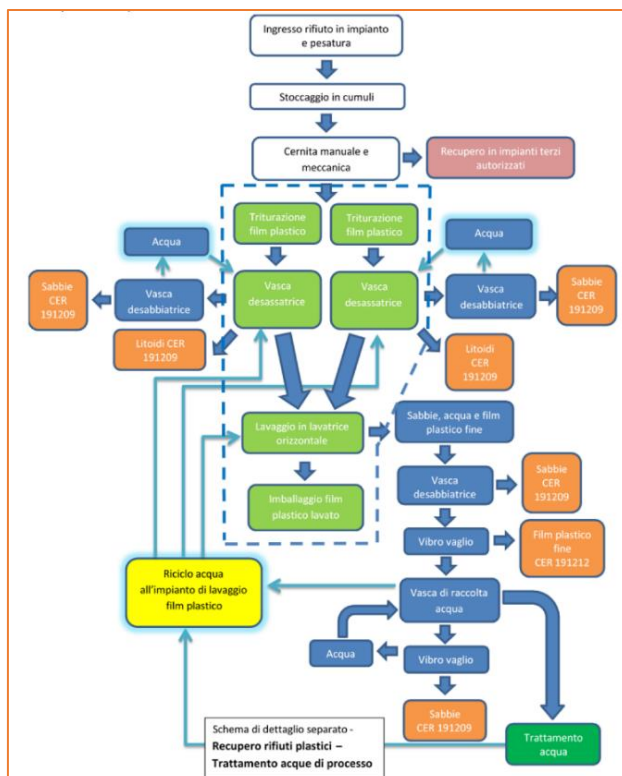 Ingresso rifiuto in impianto
e pesatura
Stoccaggio in cumuli
Cernita manuale e
meccanica
Recupero in impianti terzi
autorizzati
Triturazione
film plastico
Triturazione
film plastico
Acqua
Acqua
Sabbie
CER
191209
Vasca
desabbiatrice
Vasca
desassatrice
Vasca
desassatrice
Vasca
desabbiatrice
Sabbie
CER
191209
Litoidi CER
191209
Litoidi
CER
191209
Lavaggio in lavatrice
orizzontale
Sabbie, acqua e film
plastico fine
Imballaggio film
plastico lavato
Vasca
desabbiatrice
Sabbie
CER
191209
Vibro vaglio
Film plastico
fine
CER 191212
Riciclo acqua
all'impianto di lavaggio
film plastico
Vasca di raccolta
acqua
Acqua
Vibro vaglio
Sabbie
CER 191209
Schema di dettaglio separato -
Recupero rifiuti plastici –
Trattamento acque di processo
Trattamento
acqua